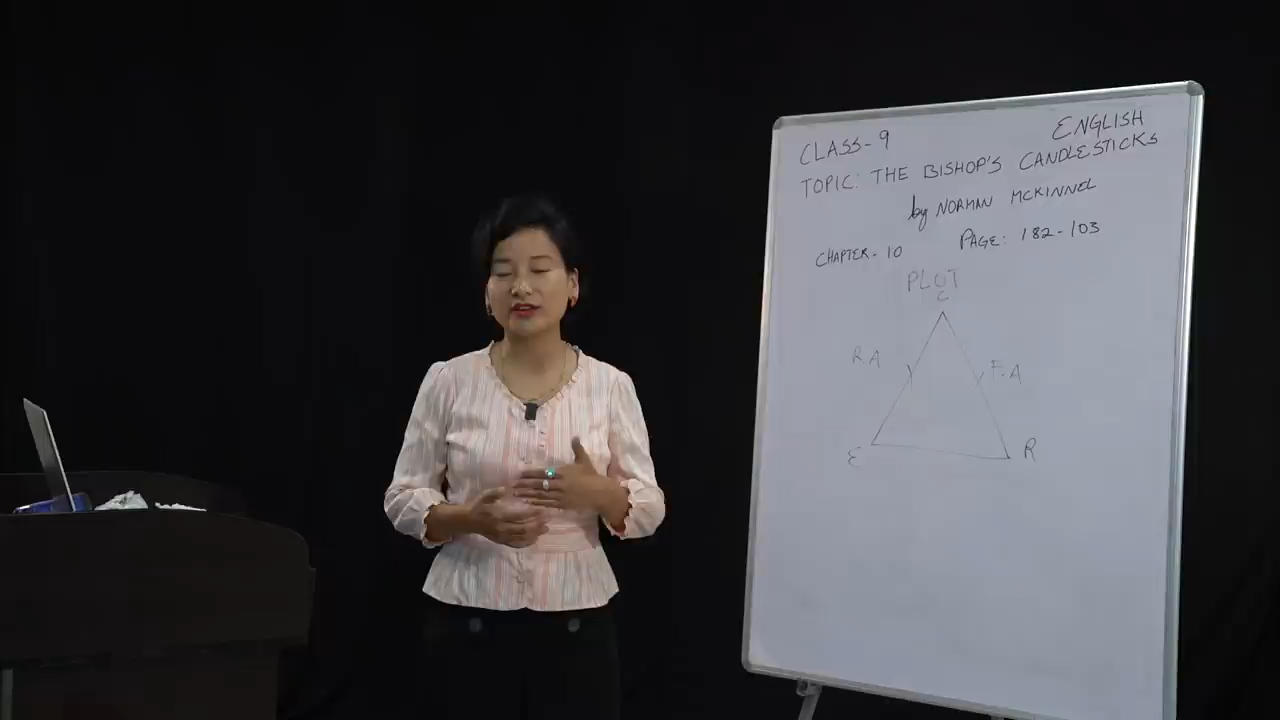 ENGLISH
CLASS-9
TOPIC: THE BISHOP'S CANDLESTICKS
by NORMAN MCKINNEL
CHAPTER-10 PAGE: 182-103
PLOT
C
R.A F.A
E R